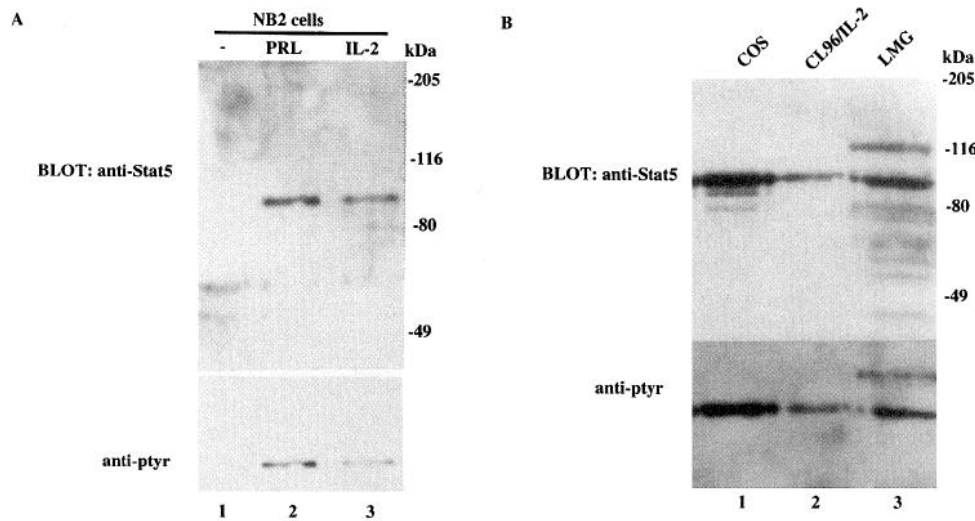 A
NB2 cells
- PRL IL-2 kDa
-205
-116
BLOT: anti-Stat5
-80
-49
anti-ptyr
1 2 3
B
COS CL96/IL-2 LMG kDa
-205
-116
BLOT: anti-Stat5
-80
-49
anti-ptyr
1 2 3